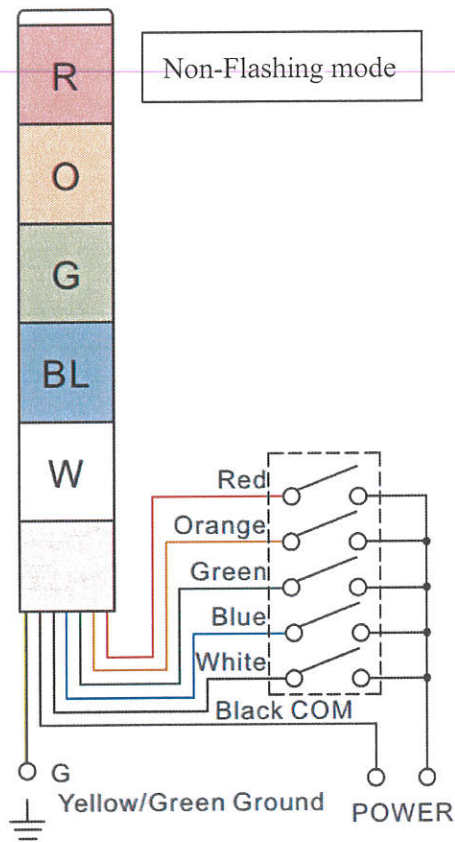 R
Non-Flashing mode
O
G
BL
W
Red
Orange
Green
Blue
White
Black COM
G
Yellow/Green Ground
POWER